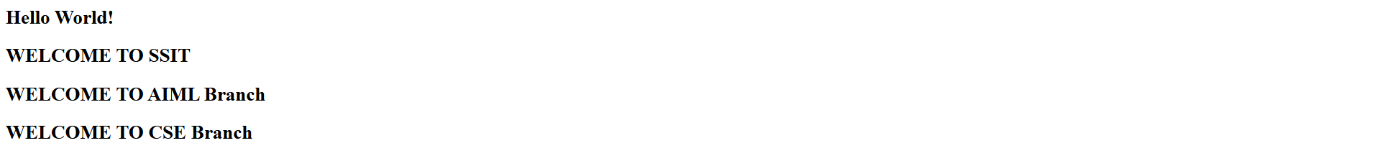 Hello World!
WELCOME TO SSIT
WELCOME TO AIML Branch
WELCOME TO CSE Branch